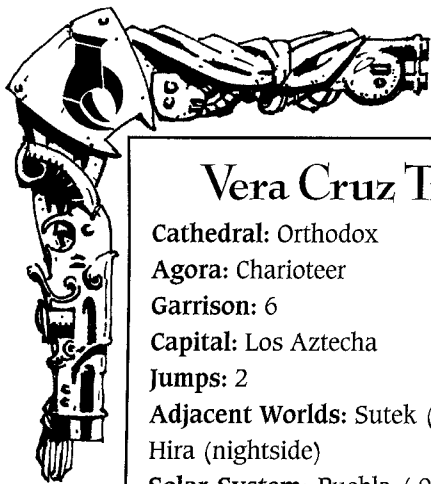 Vera Cruz
Cathedral: Orthodox
Agora: Charioteer
Garrison: 6
Capital: Los Aztecha
Jumps: 2
Adjacent Worlds: Sutek (
Hira (nightside)
Solar System: Puebla